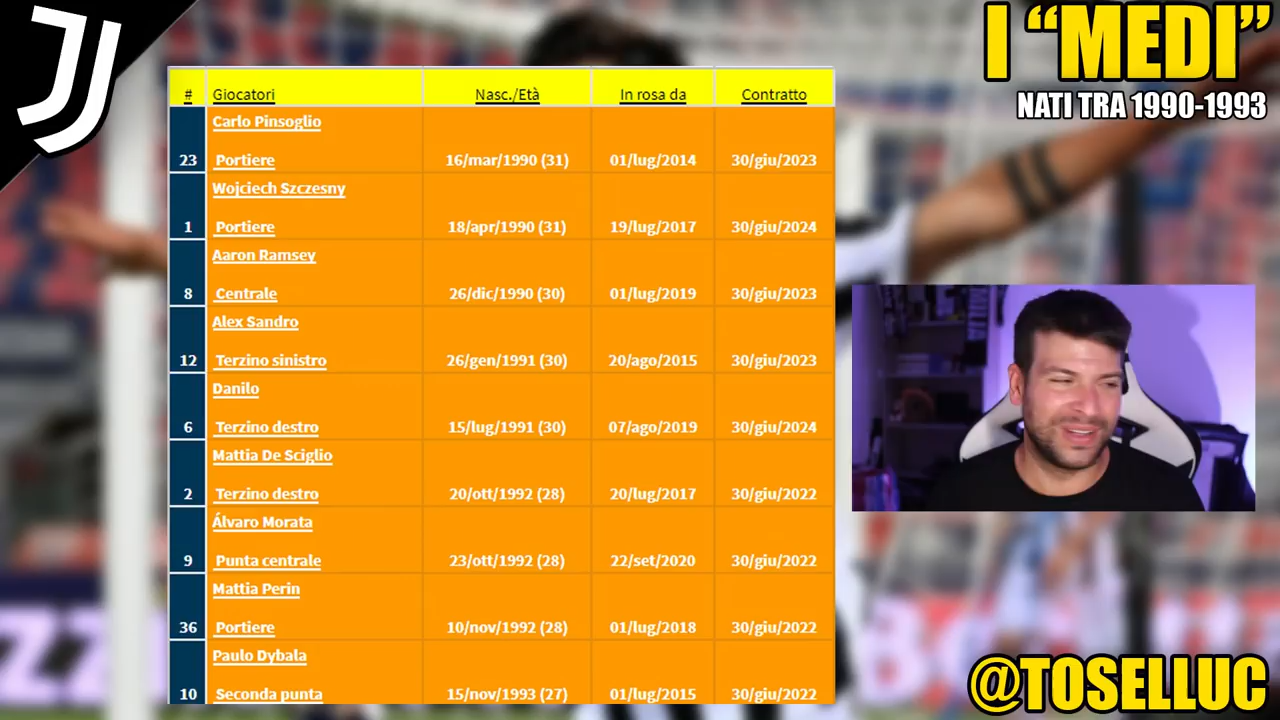 I “MEDI”
NATI TRA 1990-1993
# Giocatori Nasc./Età In rosa da Contratto
Carlo Pinsoglio
23 Portiere 16/mar/1990 (31) 01/lug/2014 30/giu/2023
Wojciech Szczesny
1 Portiere 18/apr/1990 (31) 19/lug/2017 30/giu/2024
Aaron Ramsey
8 Centrale 26/dic/1990 (30) 01/lug/2019 30/giu/2023
Alex Sandro
12 Terzino sinistro 26/gen/1991 (30) 20/ago/2015 30/giu/2023
Danilo
6 Terzino destro 15/lug/1991 (30) 07/ago/2019 30/giu/2024
Mattia De Sciglio
2 Terzino destro 20/ott/1992 (28) 20/lug/2017 30/giu/2022
Álvaro Morata
9 Punta centrale 23/ott/1992 (28) 22/set/2020 30/giu/2022
Mattia Perin
36 Portiere 10/nov/1992 (28) 01/lug/2018 30/giu/2022
Paulo Dybala
10 Seconda punta 15/nov/1993 (27) 01/lug/2015 30/giu/2022
@TOSELLUC